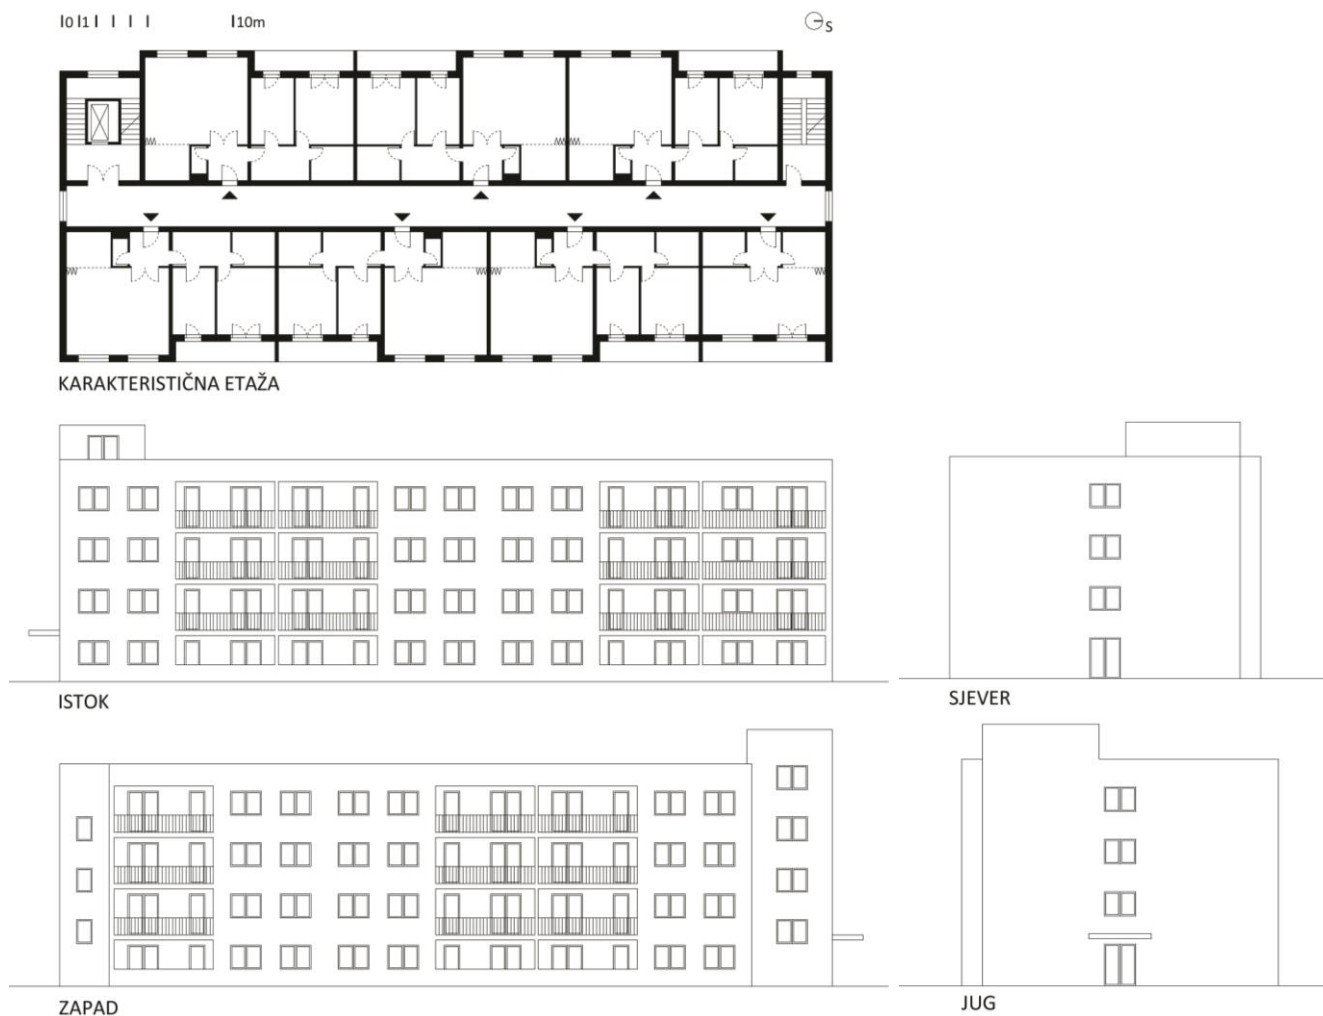 0 1 10m S
KARAKTERISTIČNA ETAŽA
ISTOK
SJEVER
ZAPAD
JUG